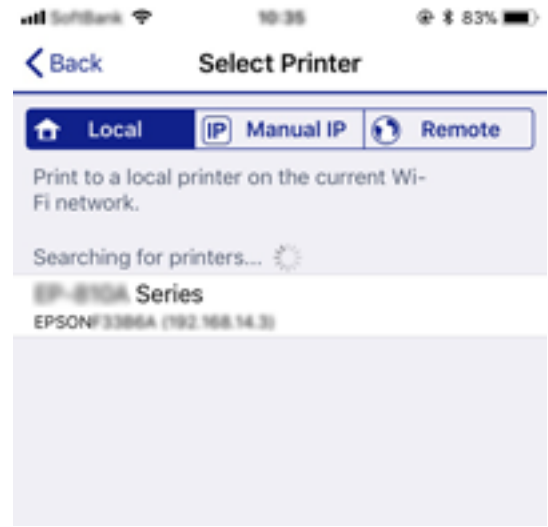 SoftBank 10:35 83%
Back Select Printer
Local IP Manual IP Remote
Print to a local printer on the current Wi-
Fi network.
Searching for printers...
Series
EPSON